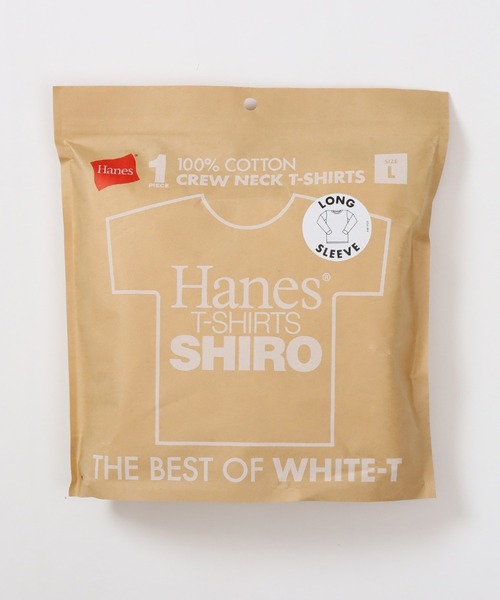 Hanes
1
PIECE
100% COTTON
CREW NECK T-SHIRTS
SIZE
L
LONG
SLEEVE
Hanes®
T-SHIRTS
SHIRO
THE BEST OF WHITE-T